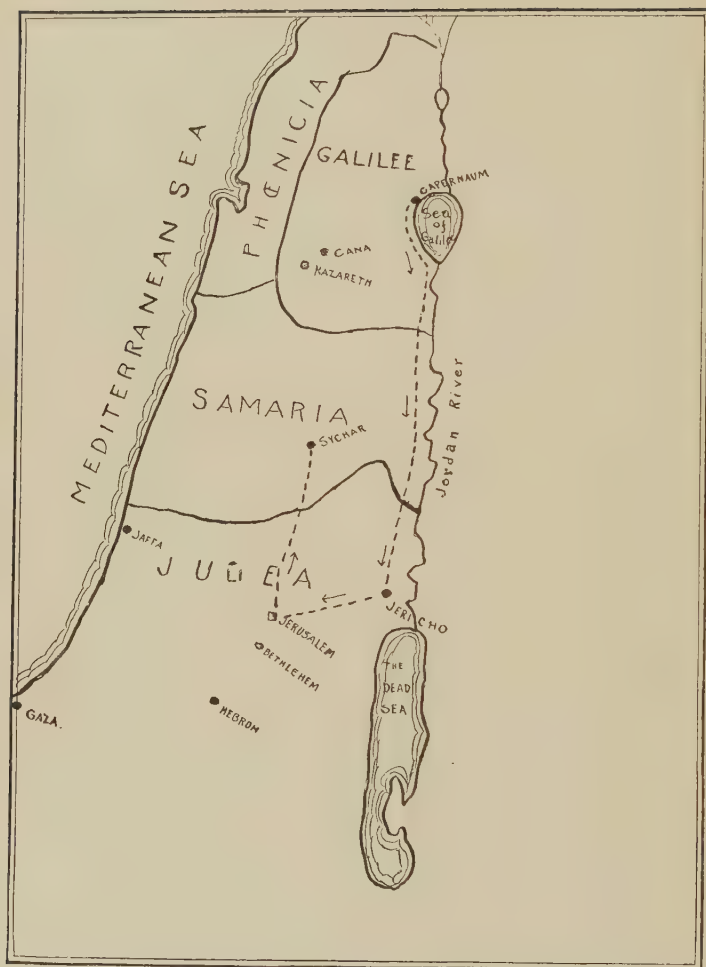 MEDITERRANEAN SEA
PHŒNICIA
GALILEE
CAPERNAUM
Sea
of
Galilee
CANA
NAZARETH
SAMARIA
SYCHAR
Jordan River
JAFFA
JUDEA
JERICHO
JERUSALEM
BETHLEHEM
THE
DEAD
SEA
HEBRON
GAZA.